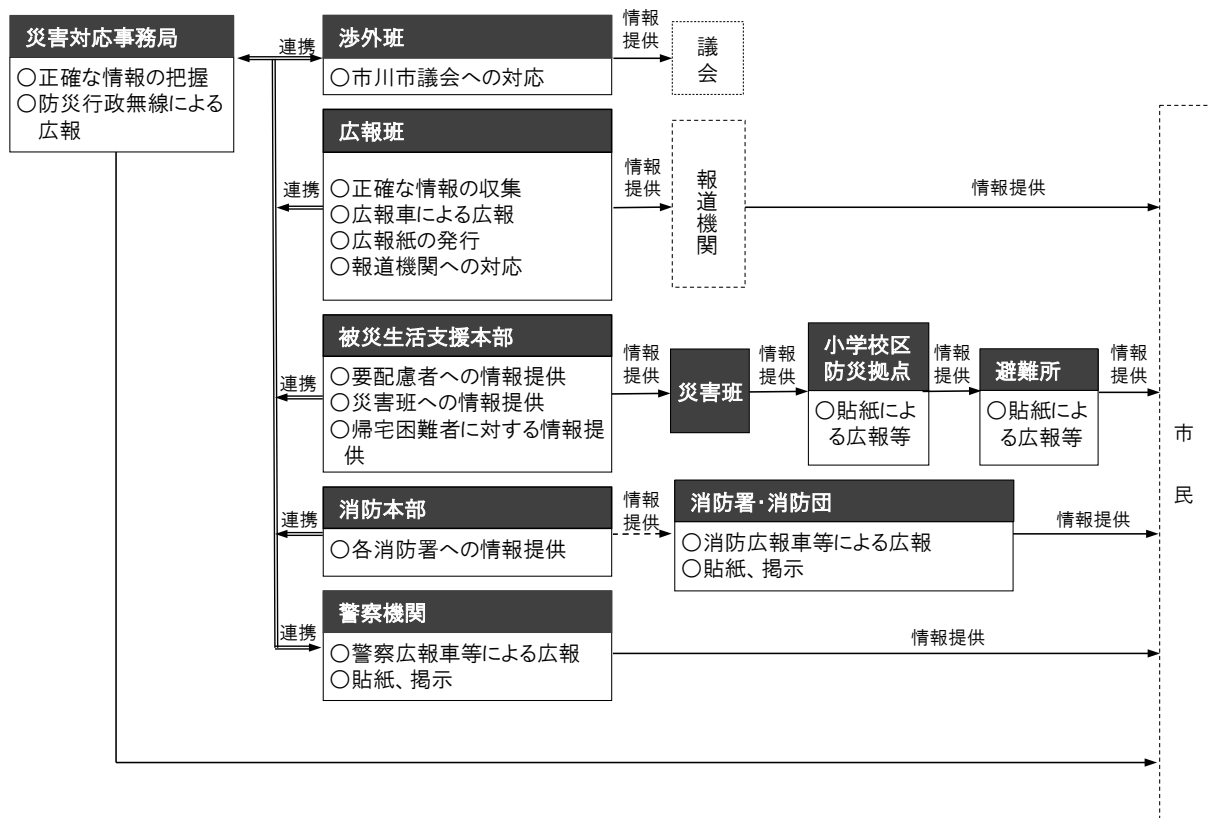 災害対応事務局
○正確な情報の把握
○防災行政無線による
広報
連携
渉外班
○市川市議会への対応
情報
提供
議
会
連携
広報班
○正確な情報の収集
○広報車による広報
○広報紙の発行
○報道機関への対応
情報
提供
報
道
機
関
情報提供
連携
被災生活支援本部
○要配慮者への情報提供
○災害班への情報提供
○帰宅困難者に対する情報提
供
情報
提供
災害班
情報
提供
小学校区
防災拠点
○貼紙によ
る広報等
情報
提供
避難所
○貼紙によ
る広報等
情報
提供
連携
消防本部
○各消防署への情報提供
情報
提供
消防署・消防団
○消防広報車等による広報
○貼紙、掲示
情報提供
連携
警察機関
○警察広報車等による広報
○貼紙、掲示
情報提供
市
民